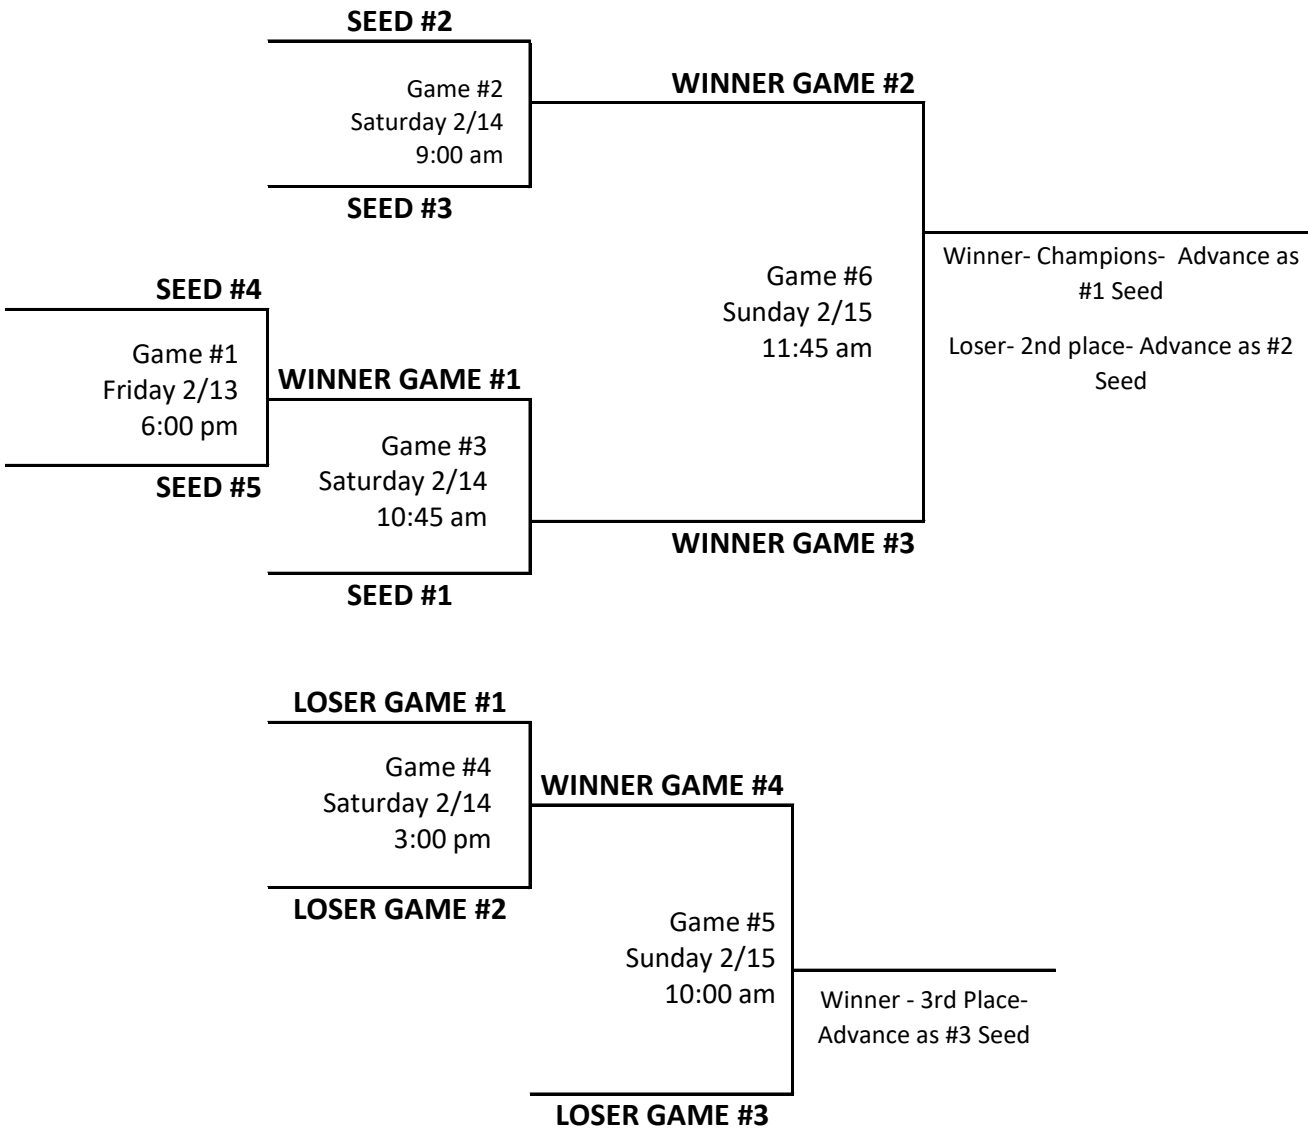 SEED #2
Game #2
Saturday 2/14
9:00 am
SEED #3
WINNER GAME #2
SEED #4
Game #1
Friday 2/13
6:00 pm
SEED #5
WINNER GAME #1
Game #3
Saturday 2/14
10:45 am
SEED #1
Game #6
Sunday 2/15
11:45 am
WINNER GAME #3
Winner- Champions- Advance as
#1 Seed
Loser- 2nd place- Advance as #2
Seed
LOSER GAME #1
Game #4
Saturday 2/14
3:00 pm
LOSER GAME #2
WINNER GAME #4
Game #5
Sunday 2/15
10:00 am
LOSER GAME #3
Winner - 3rd Place-
Advance as #3 Seed